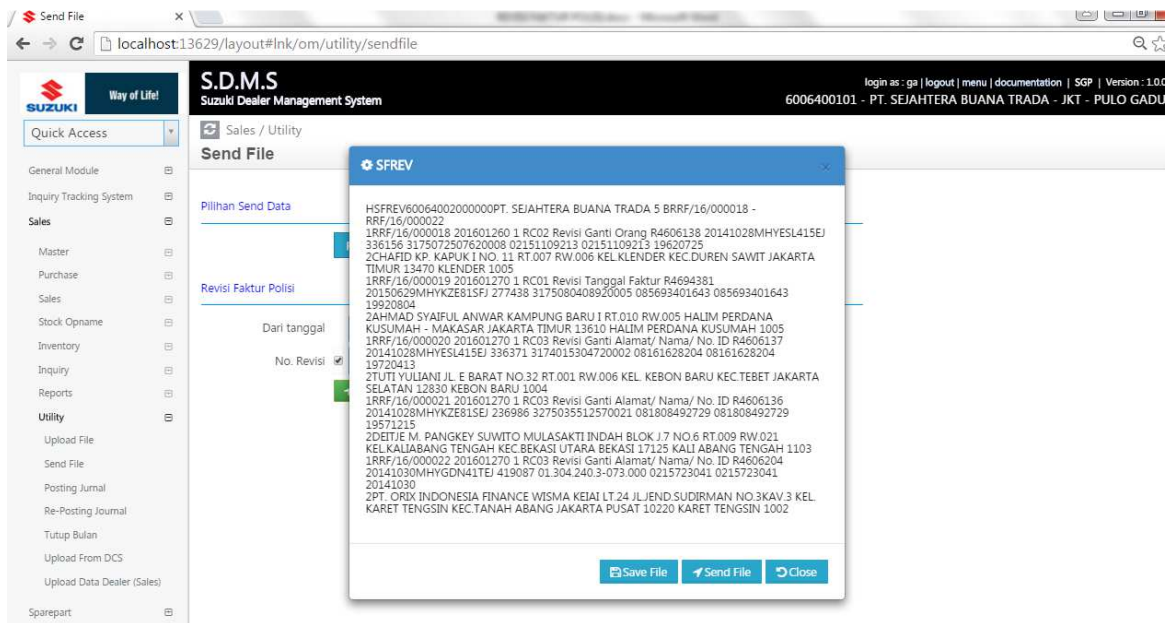 Send File
localhost:13629/layout#lnk/om/utility/sendfile
SUZUKI
Way of Life!
S.D.M.S
Suzuki Dealer Management System
login as : ga | logout | menu | documentation | SGP | Version : 1.0.0
6006400101 - PT. SEJAHTERA BUANA TRADA - JKT - PULO GADU
Quick Access
General Module
Inquiry Tracking System
Sales
Master
Purchase
Sales
Stock Opname
Inventory
Inquiry
Reports
Utility
Upload File
Send File
Posting Jurnal
Re-Posting Journal
Tutup Bulan
Upload From DCS
Upload Data Dealer (Sales)
Sparepart
Sales / Utility
Send File
Pilihan Send Data
Revisi Faktur Polisi
Dari tanggal
No. Revisi
SFREV
HSFREV60064002000000PT. SEJAHTERA BUANA TRADA 5 BRRF/16/000018 -
RRF/16/000022
1RRF/16/000018 201601260 1 RC02 Revisi Ganti Orang R4606138 20141028MHYESL415EJ
336156 3175072507620008 02151109213 02151109213 19620725
2CHAFID KP. KAPUK I NO. 11 RT.007 RW.006 KEL.KLENDER KEC.DUREN SAWIT JAKARTA
TIMUR 13470 KLENDER 1005
1RRF/16/000019 201601270 1 RC01 Revisi Tanggal Faktur R4694381
20150629MHYKZE81SFJ 277438 3175080408920005 085693401643 085693401643
19920804
2AHMAD SYAIFUL ANWAR KAMPUNG BARU I RT.010 RW.005 HALIM PERDANA
KUSUMAH - MAKASAR JAKARTA TIMUR 13610 HALIM PERDANA KUSUMAH 1005
1RRF/16/000020 201601270 1 RC03 Revisi Ganti Alamat/ Nama/ No. ID R4606137
20141028MHYESL415EJ 336371 3174015304720002 08161628204 08161628204
19720413
2TUTI YULIANI JL. E BARAT NO.32 RT.001 RW.006 KEL. KEBON BARU KEC.TEBET JAKARTA
SELATAN 12830 KEBON BARU 1004
1RRF/16/000021 201601270 1 RC03 Revisi Ganti Alamat/ Nama/ No. ID R4606136
20141028MHYKZE81SEJ 236986 3275035512570021 081808492729 081808492729
19571215
2DEITJE M. PANGKEY SUWITO MULASAKTI INDAH BLOK J.7 NO.6 RT.009 RW.021
KEL.KALIABANG TENGAH KEC.BEKASI UTARA BEKASI 17125 KALI ABANG TENGAH 1103
1RRF/16/000022 201601270 1 RC03 Revisi Ganti Alamat/ Nama/ No. ID R4606204
20141030MHYGDN41TEJ 419087 01.304.240.3-073.000 0215723041 0215723041
20141030
2PT. ORIX INDONESIA FINANCE WISMA KEIAI LT.24 JL.JEND.SUDIRMAN NO.3KAV.3 KEL.
KARET TENGSIN KEC.TANAH ABANG JAKARTA PUSAT 10220 KARET TENGSIN 1002
Save File
Send File
Close